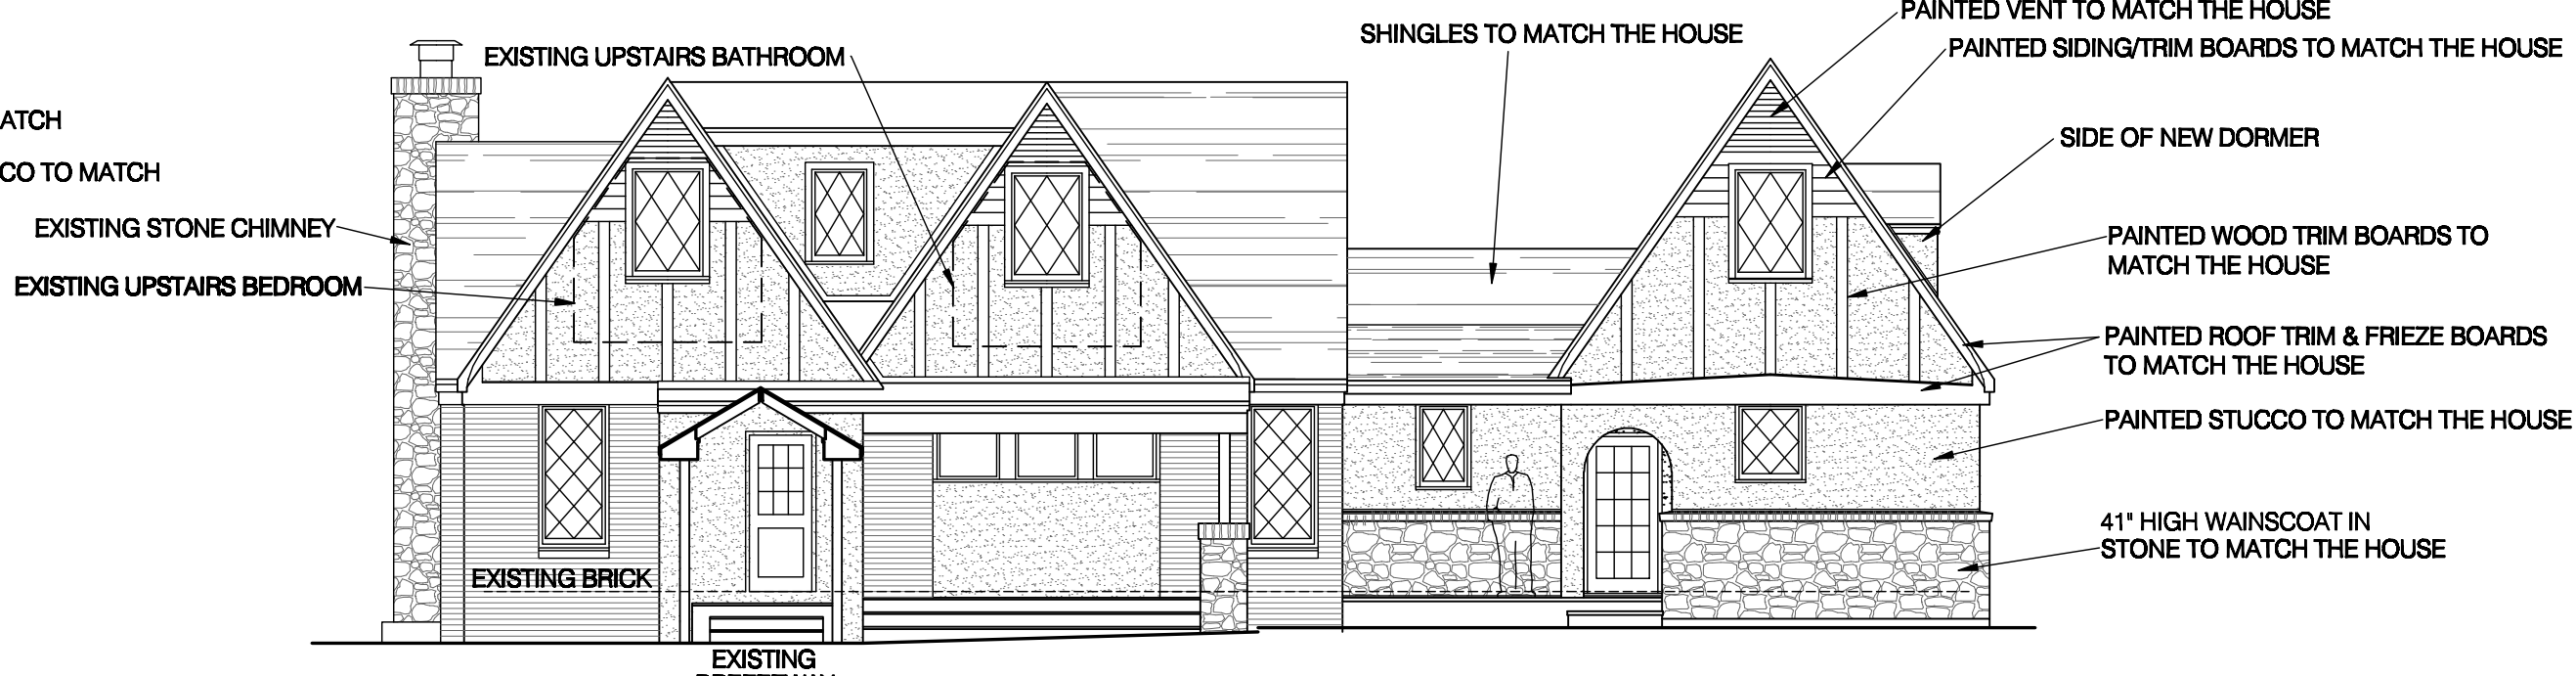 ATCH
CO TO MATCH
EXISTING STONE CHIMNEY
EXISTING UPSTAIRS BEDROOM
EXISTING UPSTAIRS BATHROOM
EXISTING BRICK
EXISTING
SHINGLES TO MATCH THE HOUSE
PAINTED VENT TO MATCH THE HOUSE
PAINTED SIDING/TRIM BOARDS TO MATCH THE HOUSE
SIDE OF NEW DORMER
PAINTED WOOD TRIM BOARDS TO
MATCH THE HOUSE
PAINTED ROOF TRIM & FRIEZE BOARDS
TO MATCH THE HOUSE
PAINTED STUCCO TO MATCH THE HOUSE
41" HIGH WAINSCOAT IN
STONE TO MATCH THE HOUSE